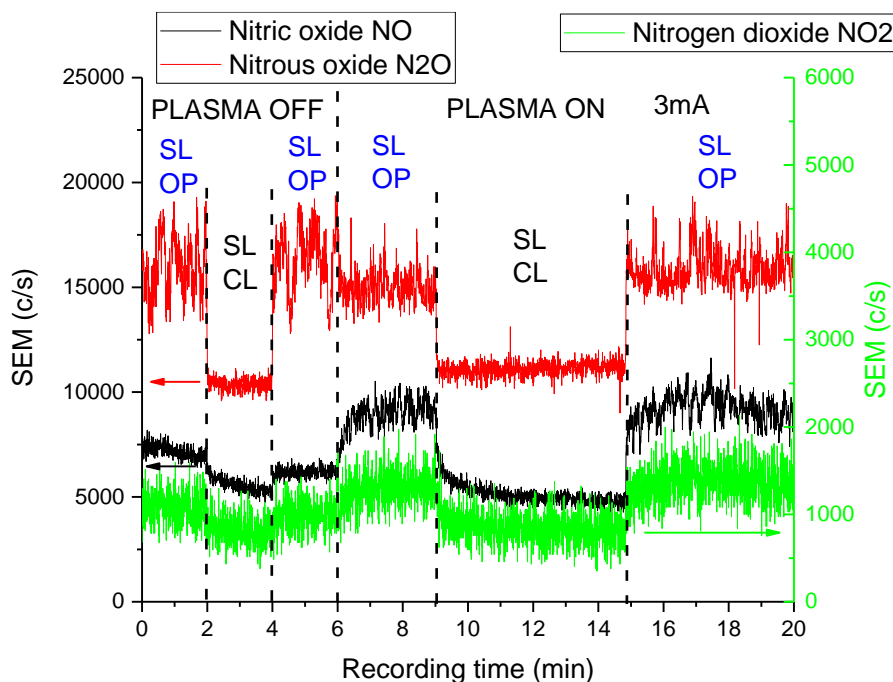 Nitric oxide NO
Nitrous oxide N2O
Nitrogen dioxide NO2
PLASMA OFF
PLASMA ON
3mA
SL
OP
SL
CL
SL
OP
SL
OP
SL
CL
SL
OP
SEM (c/s)
25000
20000
15000
10000
5000
0
SEM (c/s)
6000
5000
4000
3000
2000
1000
0
0 2 4 6 8 10 12 14 16 18 20
Recording time (min)